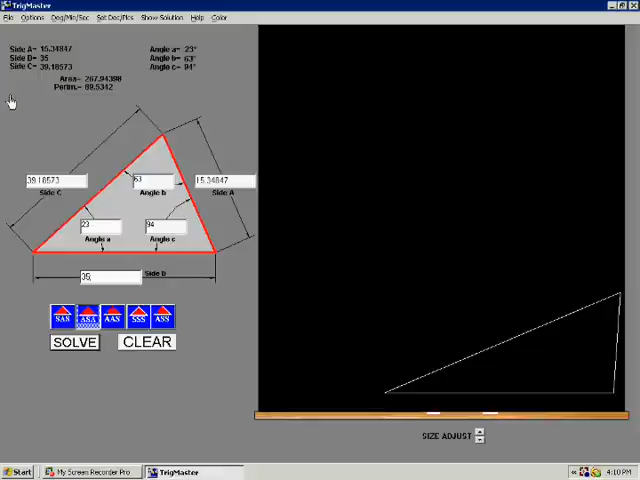 TrigMaster
File Options Deg/Min/Sec Set Dec/Plcs Show Solution Help Color
Side A= 15.34847 Angle a= 23°
Side D= 35 Angle b= 63°
Side C= 39.18573 Angle c= 94°
Area= 267.94398
Perim.= 89.5342
39.18573
Side C
63
Angle b
15.34847
Side A
23
Angle a
94
Angle c
35
Side b
SAS ASA AAS SSS ASS
SOLVE CLEAR
SIZE ADJUST
Start My Screen Recorder Pro TrigMaster « 4:10 PM